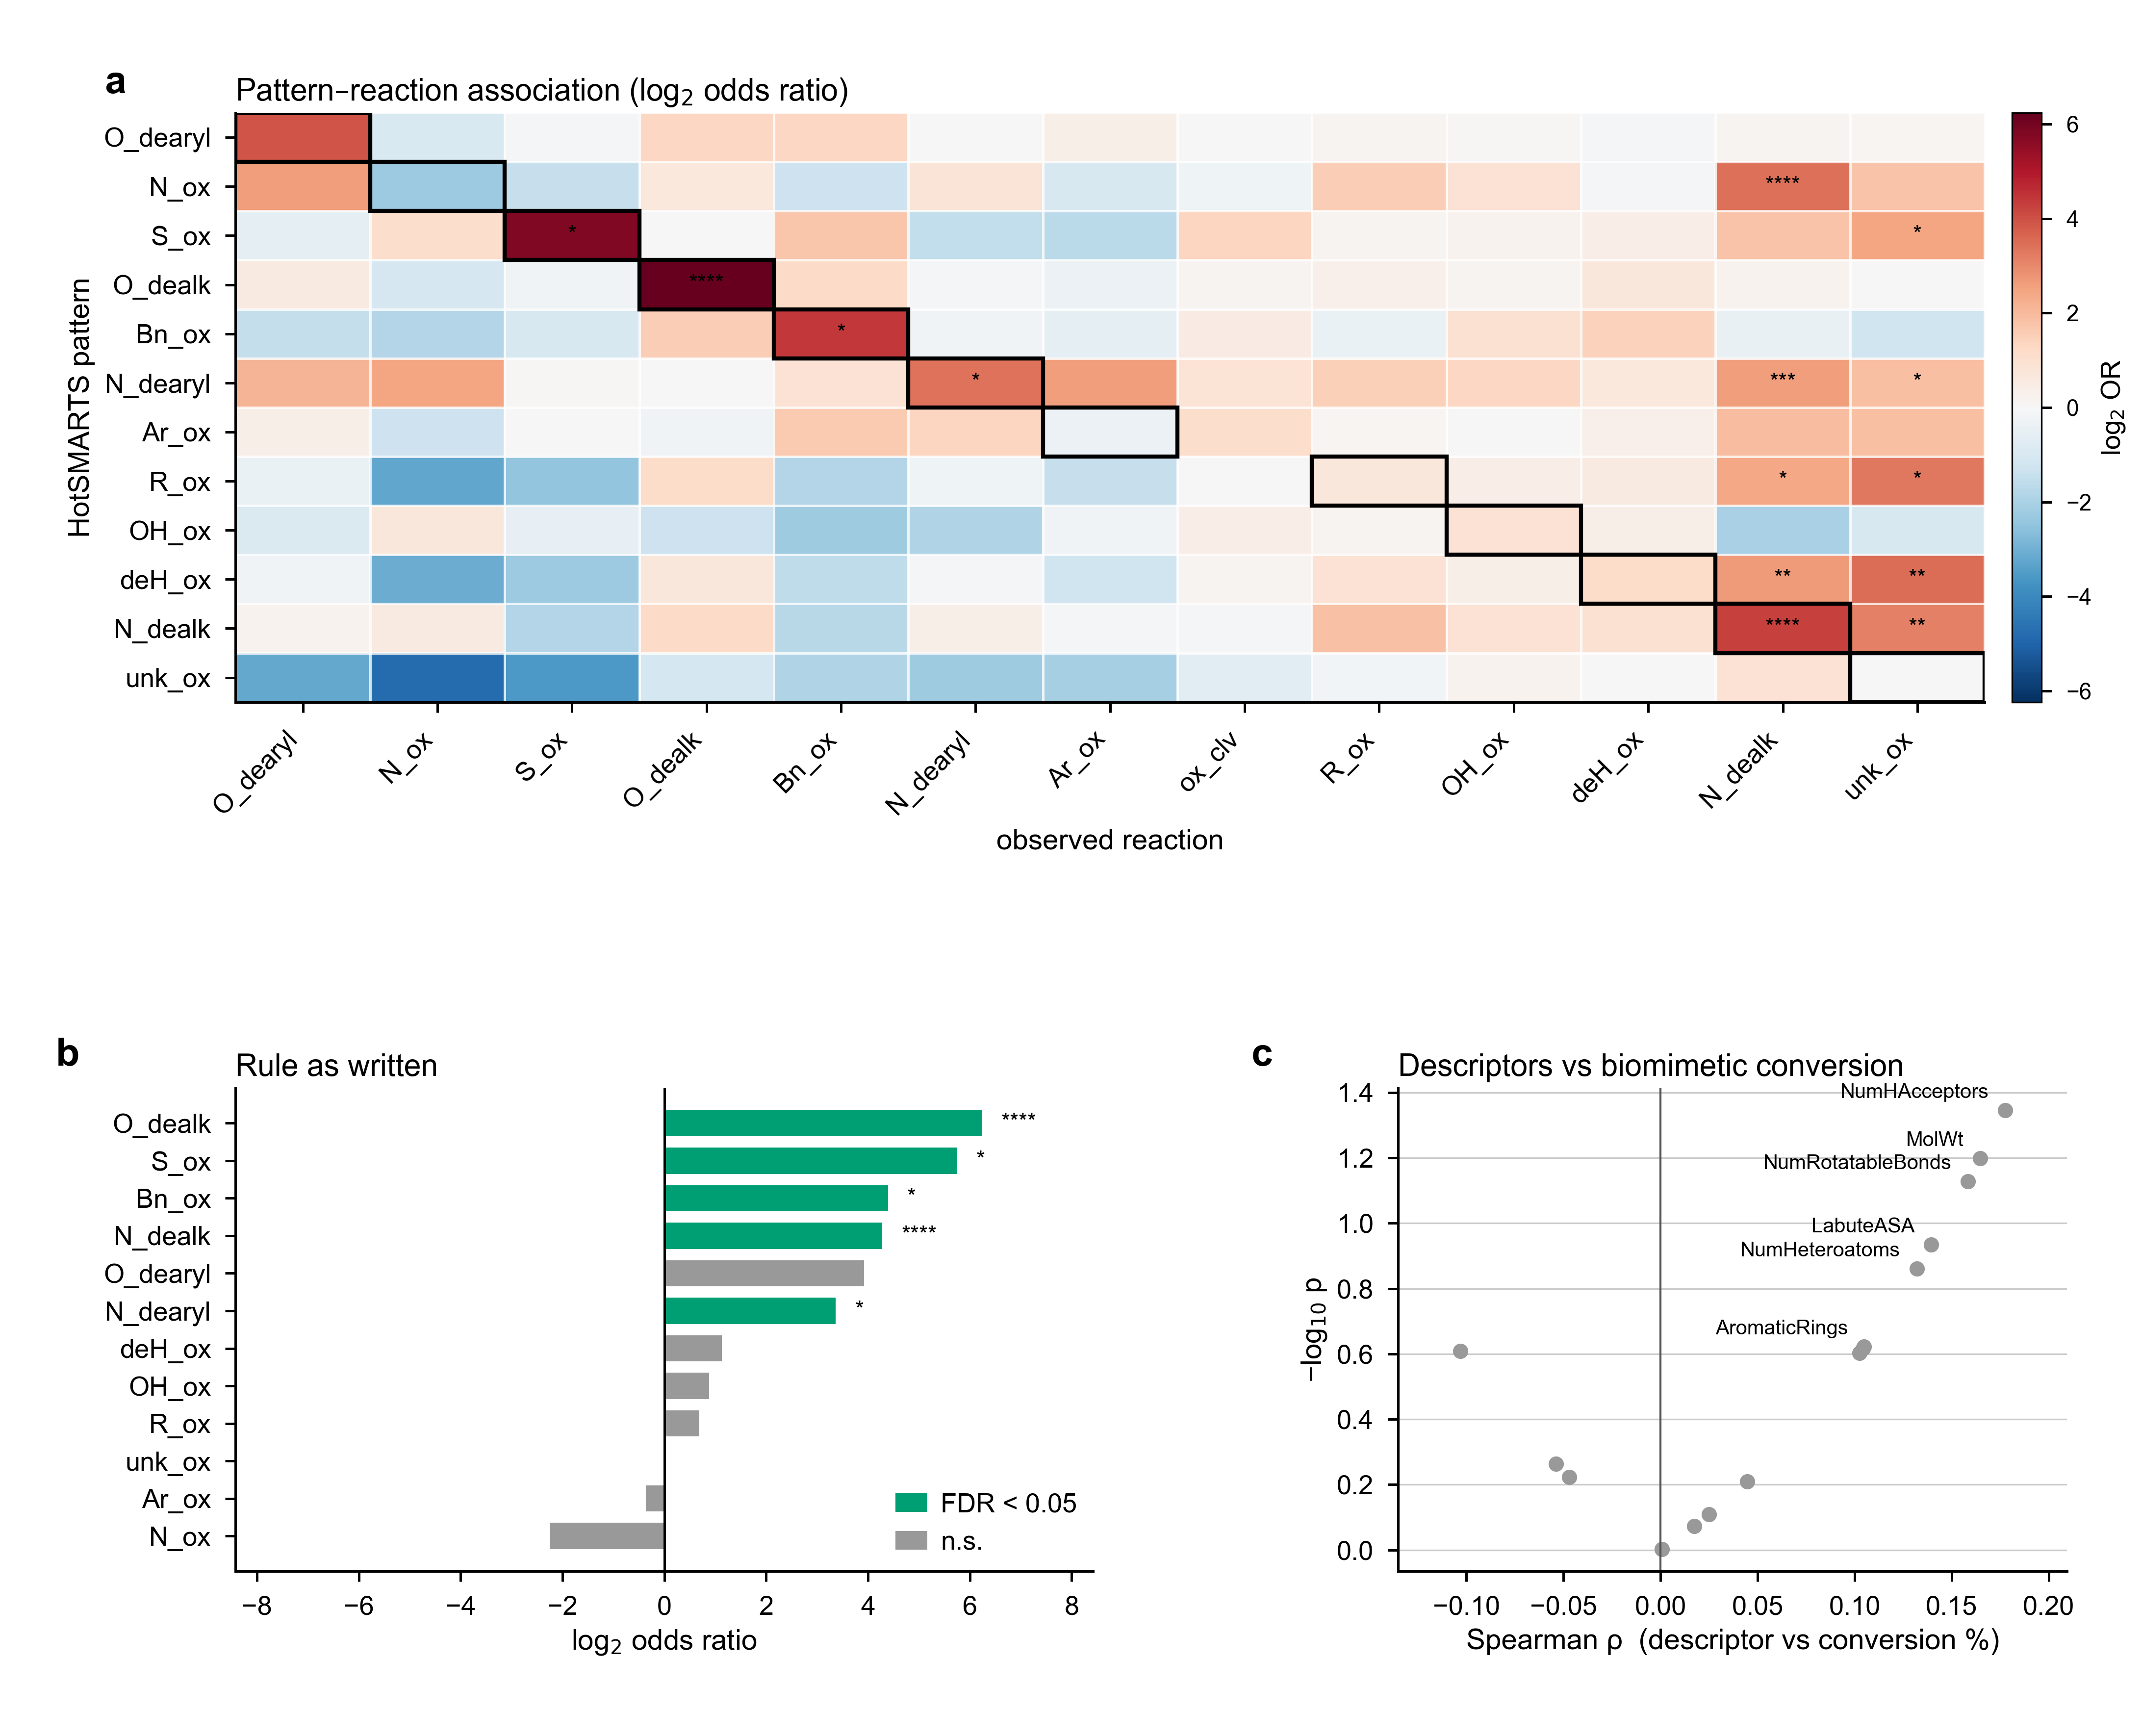 a
Pattern–reaction association (log₂ odds ratio)
HotSMARTS pattern
O_dearyl
N_ox
****
S_ox
*
*
O_dealk
****
Bn_ox
*
N_dearyl
*
***
*
Ar_ox
R_ox
*
*
OH_ox
deH_ox
**
**
N_dealk
****
**
unk_ox
O_dearyl
N_ox
S_ox
O_dealk
Bn_ox
N_dearyl
Ar_ox
ox_clv
R_ox
OH_ox
deH_ox
N_dealk
unk_ox
observed reaction
6
4
2
0
−2
−4
−6
log₂ OR
b
Rule as written
O_dealk
****
S_ox
*
Bn_ox
*
N_dealk
****
O_dearyl
N_dearyl
*
deH_ox
OH_ox
R_ox
unk_ox
Ar_ox
N_ox
FDR < 0.05
n.s.
−8 −6 −4 −2 0 2 4 6 8
log₂ odds ratio
c
Descriptors vs biomimetic conversion
−log₁₀ p
1.4
1.2
1.0
0.8
0.6
0.4
0.2
0.0
NumHAcceptors
MolWt
NumRotatableBonds
LabuteASA
NumHeteroatoms
AromaticRings
−0.10 −0.05 0.00 0.05 0.10 0.15 0.20
Spearman ρ (descriptor vs conversion %)